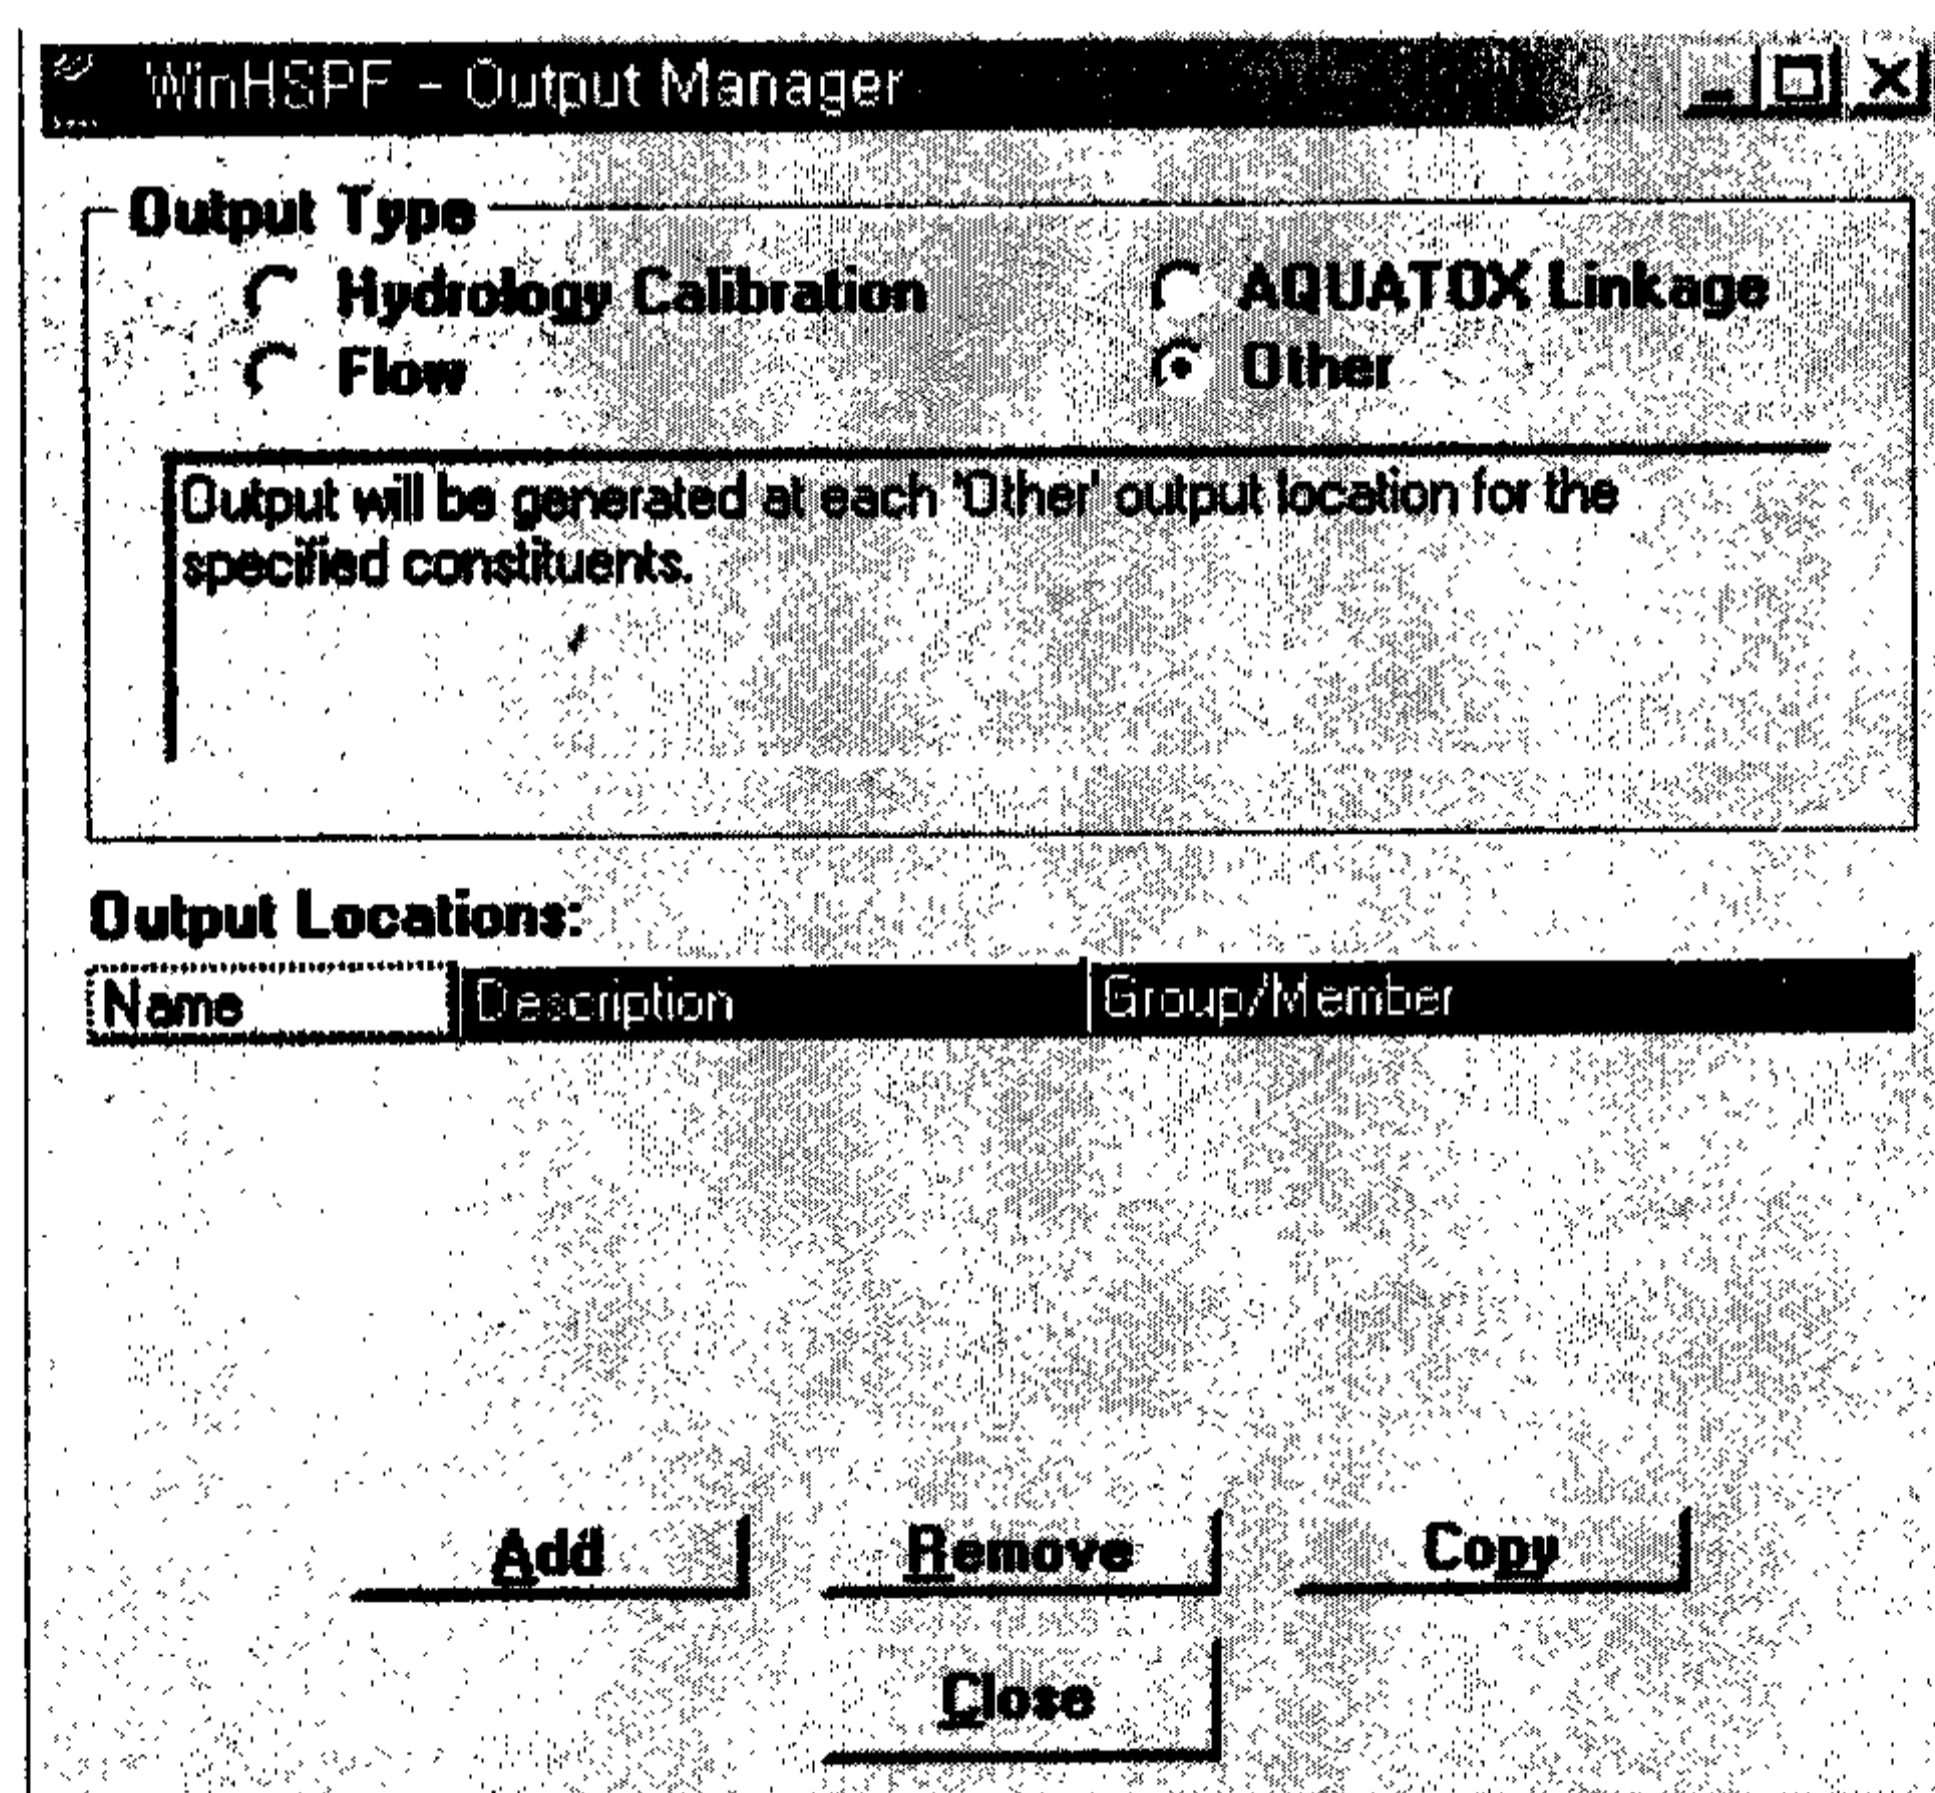 WinHSPF - Output Manager
Output Type
Hydrology Calibration
AQUATOX Linkage
Flow
Other
Output will be generated at each 'Other' output location for the
specified constituents.
Output Locations:
Name Description Group/Member
Add Remove Copy
Close